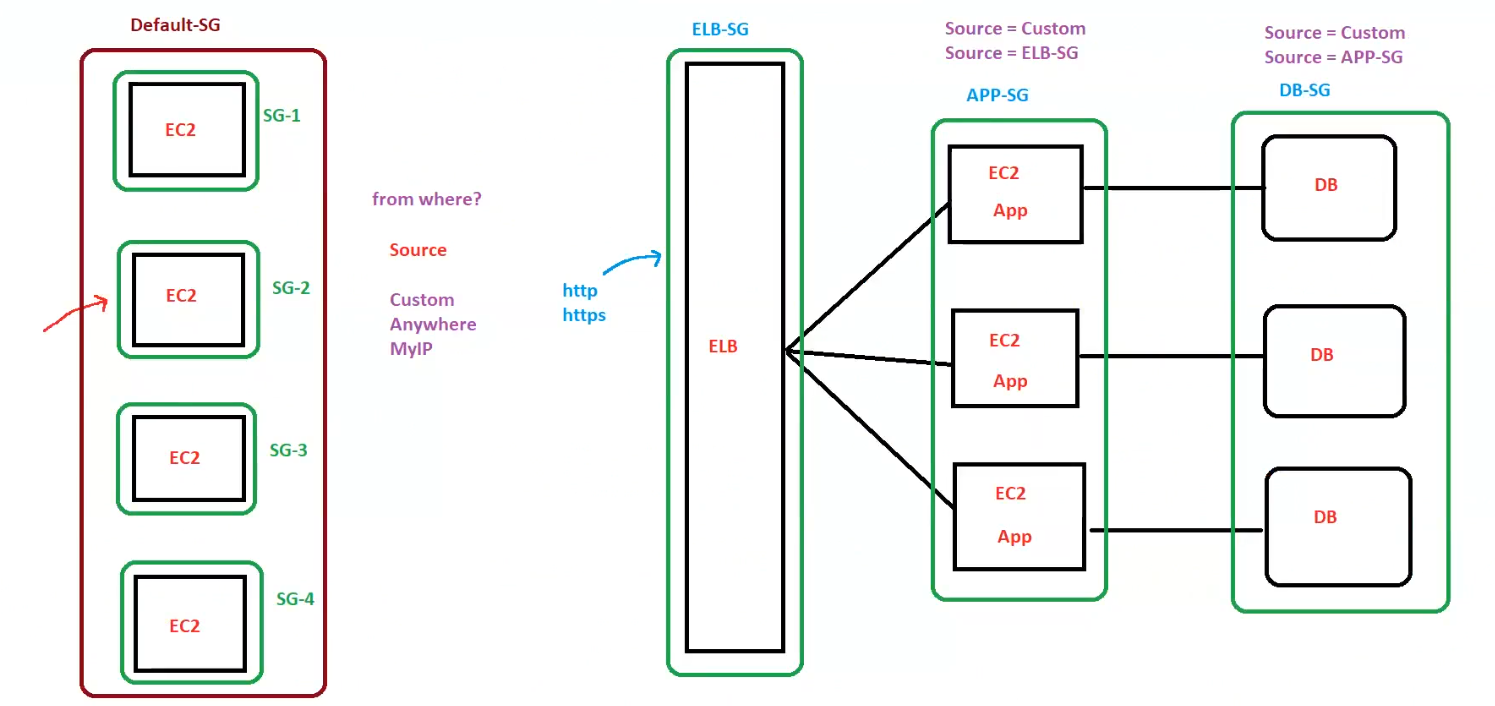 Default-SG
EC2
SG-1
EC2
SG-2
EC2
SG-3
EC2
SG-4
from where?
Source
Custom
Anywhere
MyIP
http
https
ELB-SG
ELB
Source = Custom
Source = ELB-SG
APP-SG
EC2
App
EC2
App
EC2
App
Source = Custom
Source = APP-SG
DB-SG
DB
DB
DB